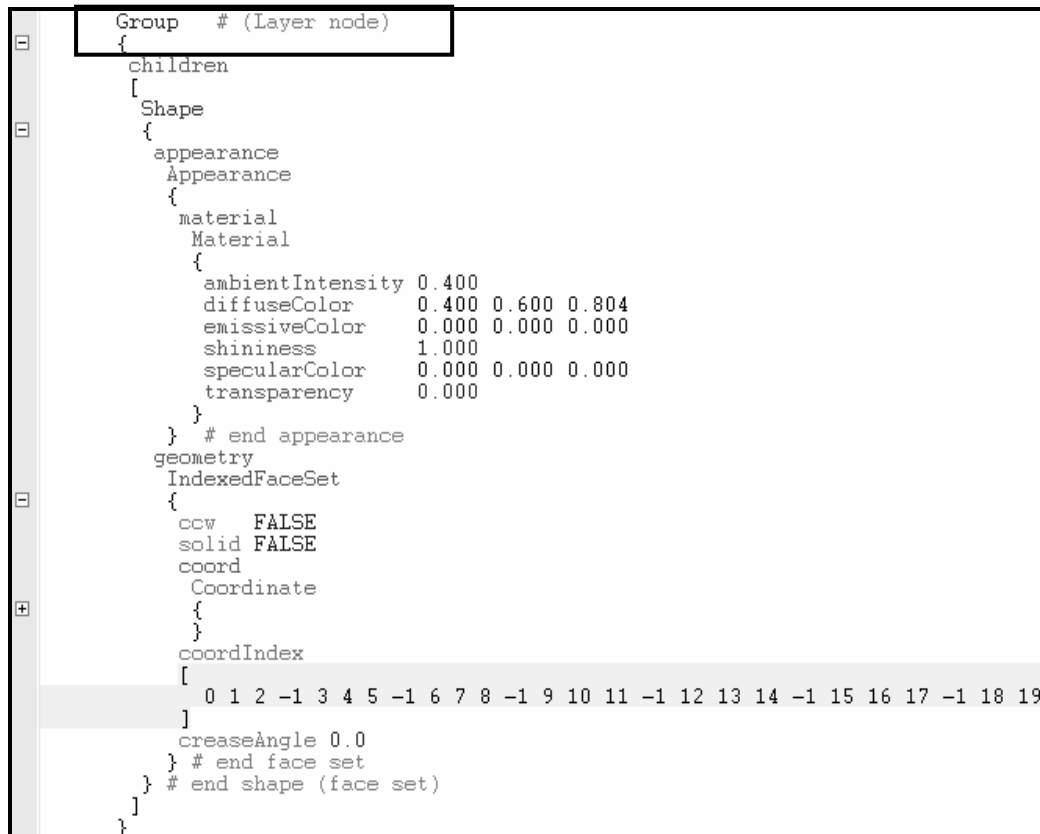 Group # (Layer node)
{
children
[
Shape
{
appearance
Appearance
{
material
Material
{
ambientIntensity 0.400
diffuseColor 0.400 0.600 0.804
emissiveColor 0.000 0.000 0.000
shininess 1.000
specularColor 0.000 0.000 0.000
transparency 0.000
}
} # end appearance
geometry
IndexedFaceSet
{
ccw FALSE
solid FALSE
coord
Coordinate
{
}
coordIndex
[
0 1 2 -1 3 4 5 -1 6 7 8 -1 9 10 11 -1 12 13 14 -1 15 16 17 -1 18 19
]
creaseAngle 0.0
} # end face set
} # end shape (face set)
]
}